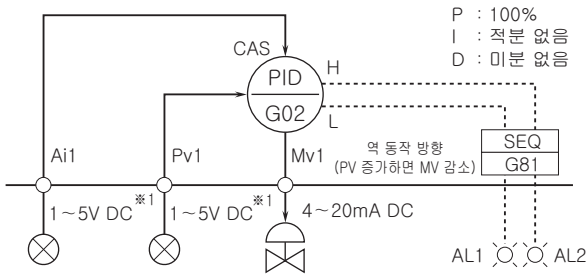 P : 100%
I : 적분 없음
D : 미분 없음
CAS
PID
G02
H
L
Ai1
Pv1
Mv1
역 동작 방향
(PV 증가하면 MV 감소)
SEQ
G81
1~5V DC※1
1~5V DC※1
4~20mA DC
AL1
AL2